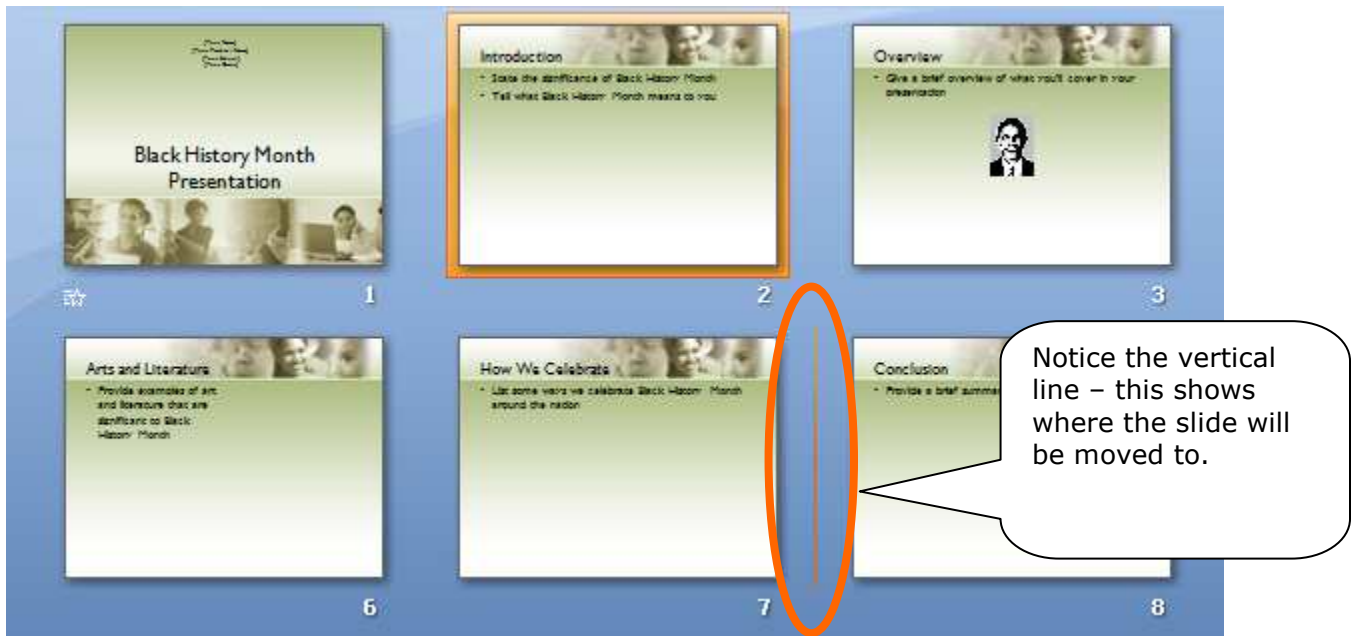 Black History Month
Presentation
1
Introduction
• State the significance of Black History Month
• Tell what Black History Month means to you
2
Overview
• Give a brief overview of what you'll cover in your
presentation
3
Arts and Literature
• Provide examples of art
and literature that are
significant to Black
History Month
6
How We Celebrate
• List some ways we celebrate Black History Month
around the nation
7
Conclusion
• Provide a brief
8
Notice the vertical
line – this shows
where the slide will
be moved to.